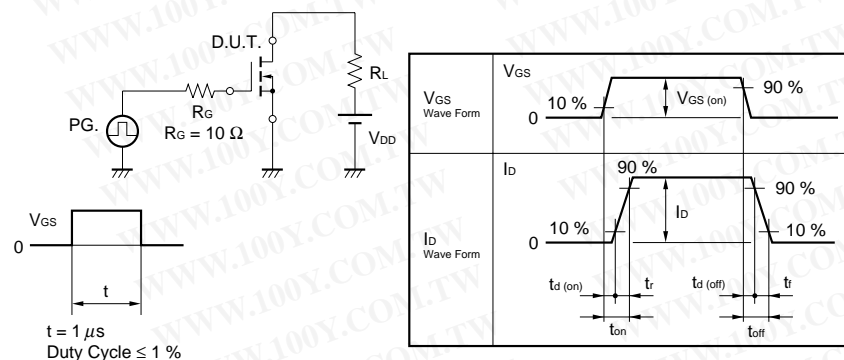 D.U.T.
RL
PG.
RG
RG = 10 Ω
VDD
VGS
0
t
t = 1 μs
Duty Cycle ≤ 1 %
VGS
Wave Form
VGS
10 %
0
VGS (on)
90 %
ID
Wave Form
ID
90 %
10 %
0
ID
90 %
10 %
td (on)
tr
td (off)
tf
ton
toff
WWW.100Y.COM.TW